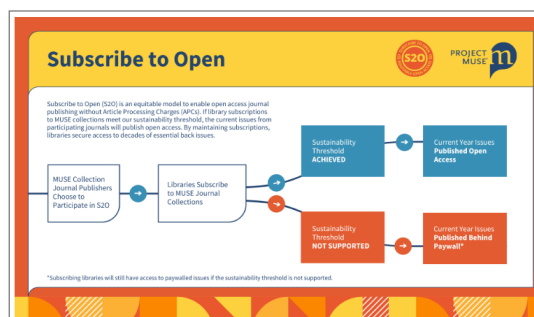 Subscribe to Open
S2O
PROJECT
MUSE
Subscribe to Open (S2O) is an equitable model to enable open access journal
publishing without Article Processing Charges (APCs). If library subscriptions
to MUSE collections meet our sustainability threshold, the current issues from
participating journals will publish open access. By maintaining subscriptions,
libraries secure access to decades of essential back issues.
MUSE Collection
Journal Publishers
Choose to
Participate in S2O
Libraries Subscribe
to MUSE Journal
Collections
Sustainability
Threshold
ACHIEVED
Current Year Issues
Published Open
Access
Sustainability
Threshold
NOT SUPPORTED
Current Year Issues
Published Behind
Paywall*
*Subscribing libraries will still have access to paywalled issues if the sustainability threshold is not supported.